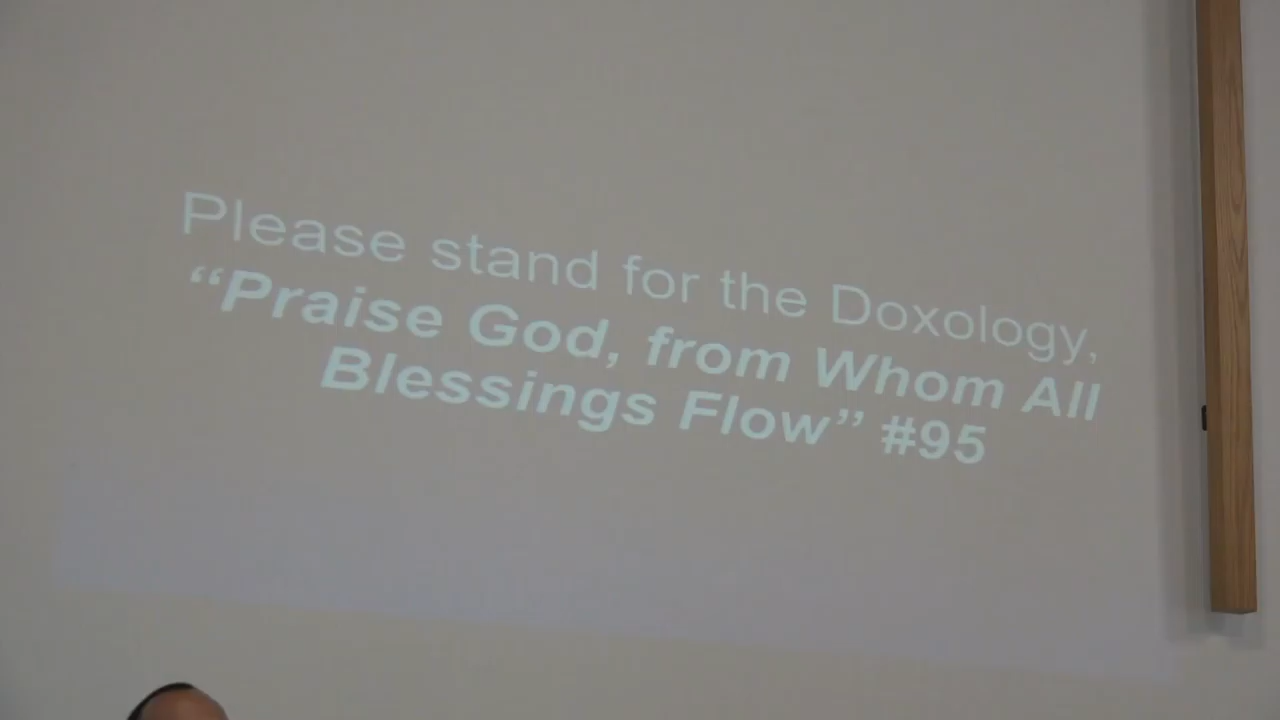 Please stand for the Doxology,
“Praise God, from Whom All
Blessings Flow” #95